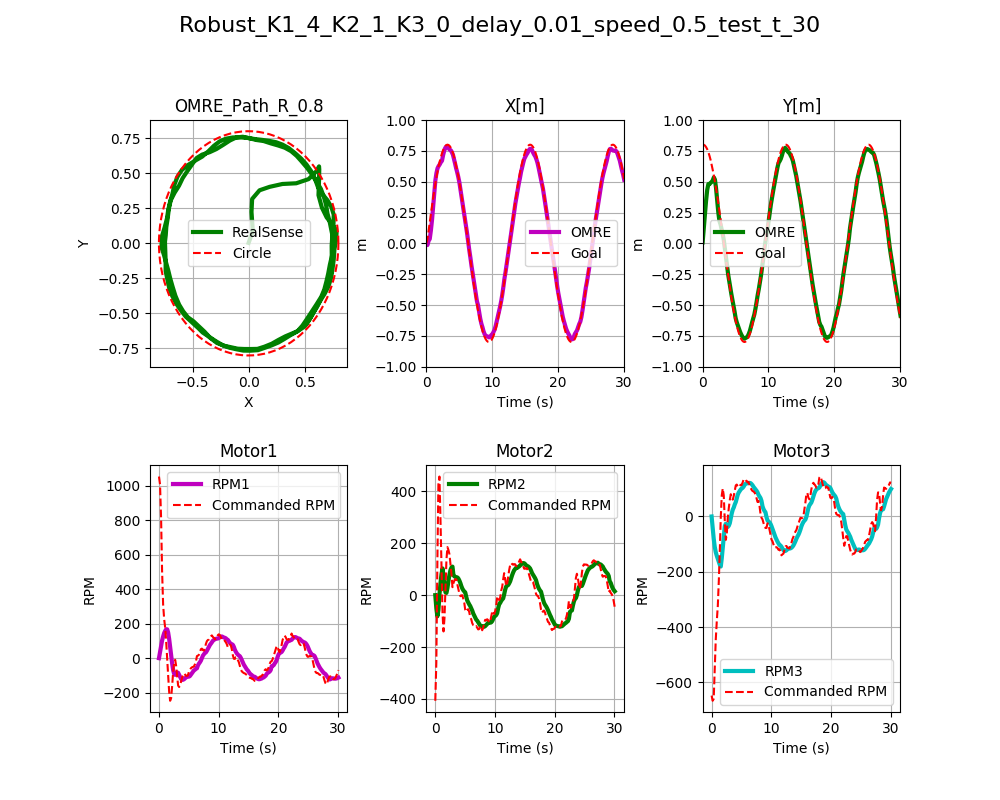 Robust_K1_4_K2_1_K3_0_delay_0.01_speed_0.5_test_t_30
OMRE_Path_R_0.8
0.75
0.50
0.25
0.00
−0.25
−0.50
−0.75
Y
RealSense
Circle
−0.5
0.0
0.5
X
X[m]
1.00
0.75
0.50
0.25
0.00
−0.25
−0.50
−0.75
−1.00
m
OMRE
Goal
0
10
20
30
Time (s)
Y[m]
1.00
0.75
0.50
0.25
0.00
−0.25
−0.50
−0.75
−1.00
m
OMRE
Goal
0
10
20
30
Time (s)
Motor1
1000
800
600
400
200
0
−200
RPM
RPM1
Commanded RPM
0
10
20
30
Time (s)
Motor2
400
200
0
−200
−400
RPM
RPM2
Commanded RPM
0
10
20
30
Time (s)
Motor3
0
−200
−400
−600
RPM
RPM3
Commanded RPM
0
10
20
30
Time (s)